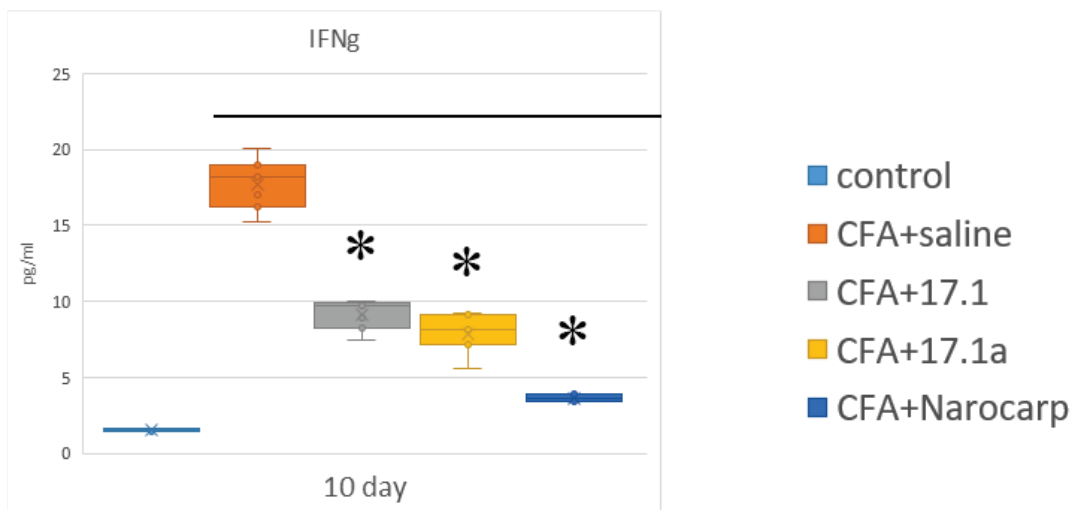 IFNg
25
20
15
10
5
0
pg/ml
*
*
*
10 day
control
CFA+saline
CFA+17.1
CFA+17.1a
CFA+Narocarp